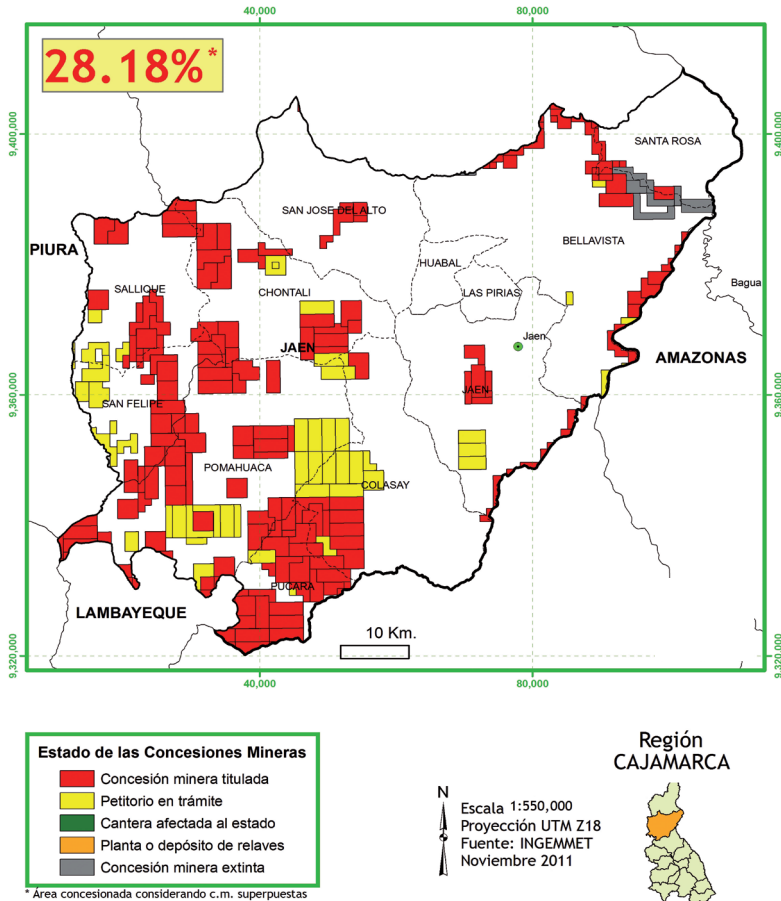 40,000
80,000
28.18%*
9,400,000
9.400,000
SANTA ROSA
SAN JOSE DEL ALTO
BELLAVISTA
PIURA
HUABAL
SALLIQUE
CHONTALI
LAS PIRIAS
Bagua
Jaen
JAEN
AMAZONAS
JAEN
9,360,000
9,360,000
SAN FELIPE
POMAHUACA
COLASAY
PUCARA
LAMBAYEQUE
10 Km.
9,320,000
9.320,000
40,000
80,000
Estado de las Concesiones Mineras
Concesión minera titulada
Petitorio en trámite
Cantera afectada al estado
Planta o depósito de relaves
Concesión minera extinta
* Área concesionada considerando c.m. superpuestas
N
Escala 1:550,000
Proyección UTM Z18
Fuente: INGEMMET
Noviembre 2011
Región
CAJAMARCA